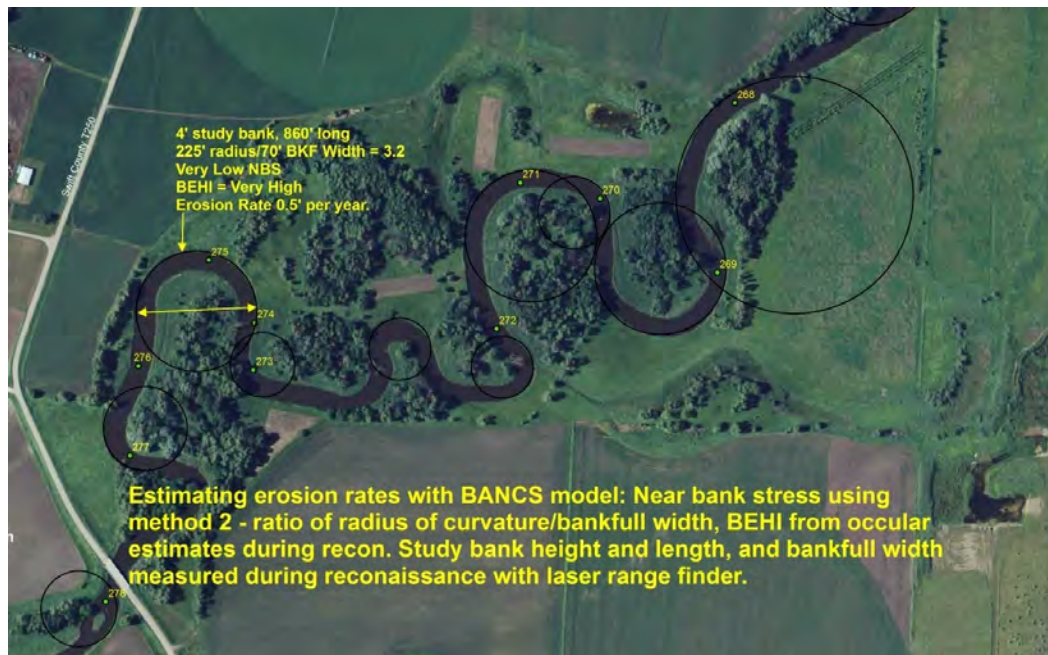 268
Swift County T250
4' study bank, 860' long
225' radius/70' BKF Width = 3.2
Very Low NBS
BEHI = Very High
Erosion Rate 0.5' per year.
271
270
275
269
274
272
276
273
277
Estimating erosion rates with BANCS model: Near bank stress using
method 2 - ratio of radius of curvature/bankfull width, BEHI from occular
estimates during recon. Study bank height and length, and bankfull width
measured during reconaissance with laser range finder.
278